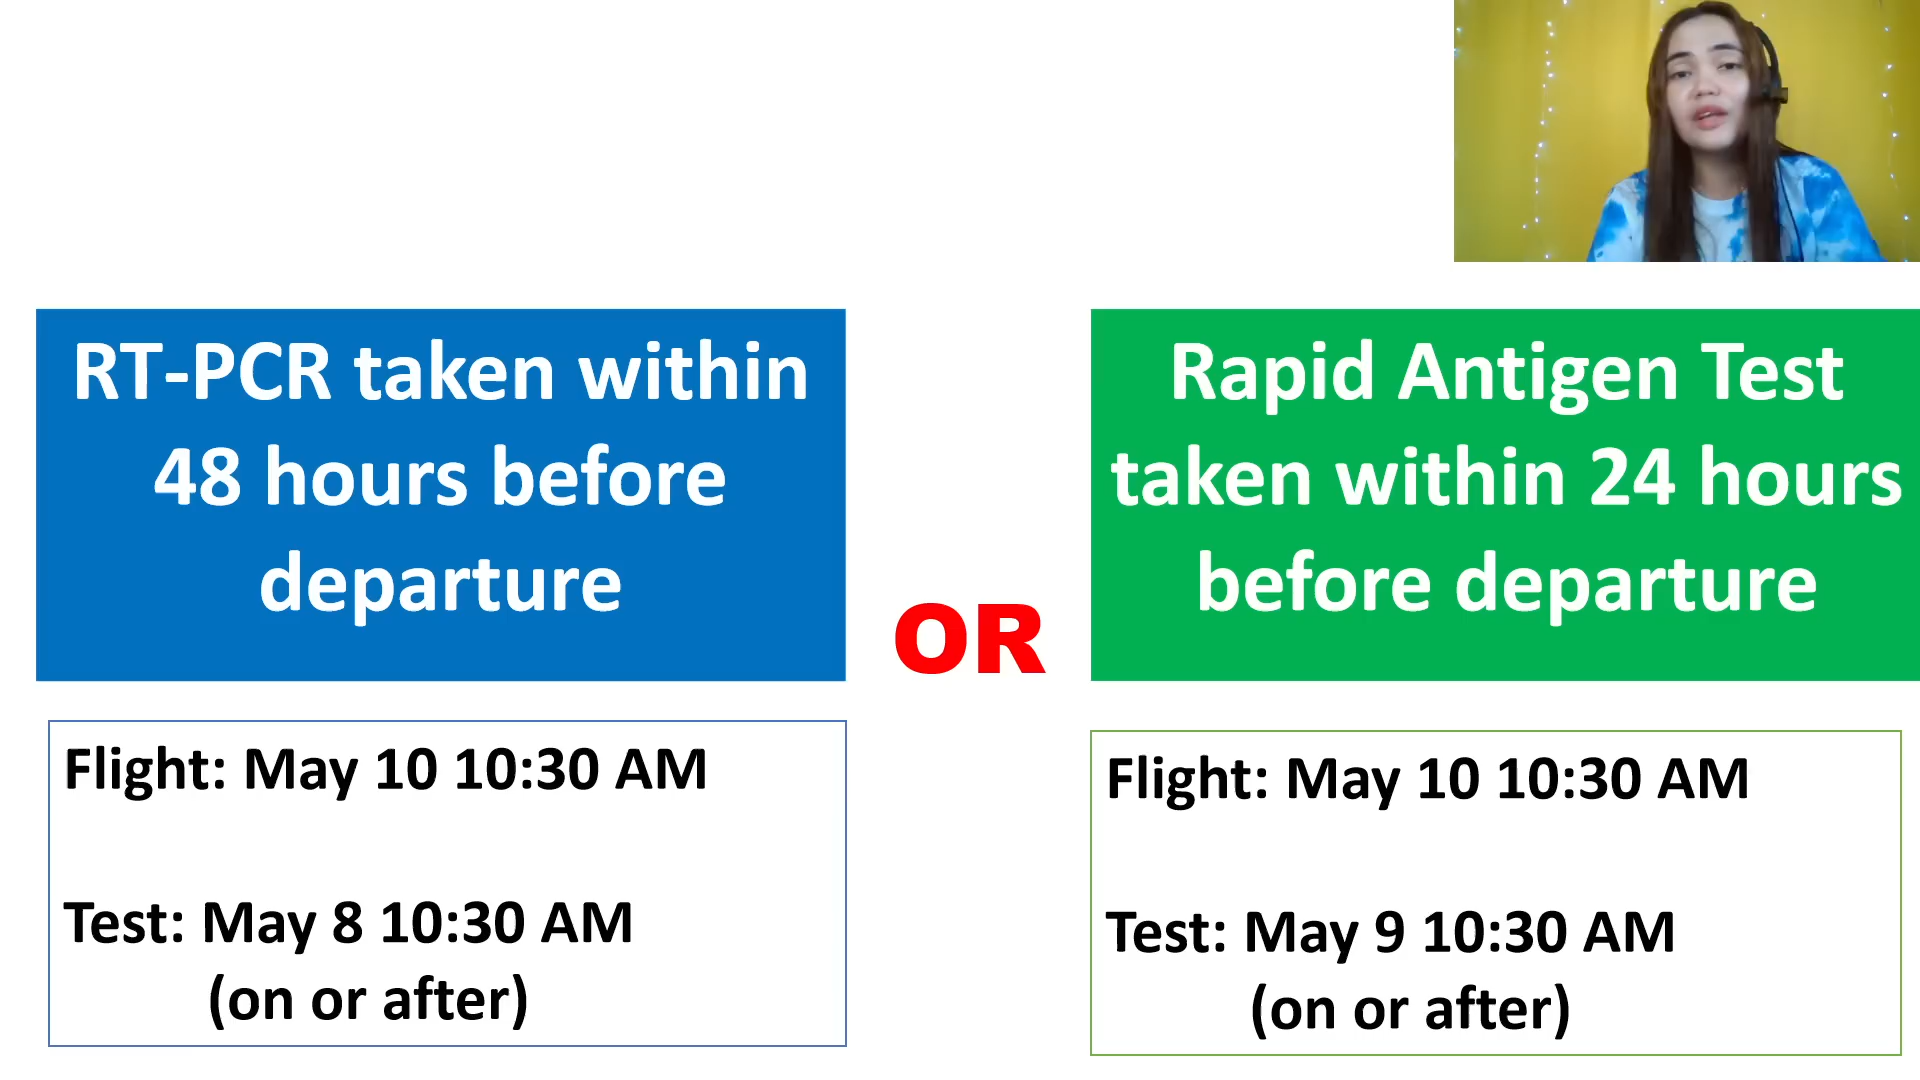 RT-PCR taken within
48 hours before
departure
OR
Rapid Antigen Test
taken within 24 hours
before departure
Flight: May 10 10:30 AM
Test: May 8 10:30 AM
(on or after)
Flight: May 10 10:30 AM
Test: May 9 10:30 AM
(on or after)